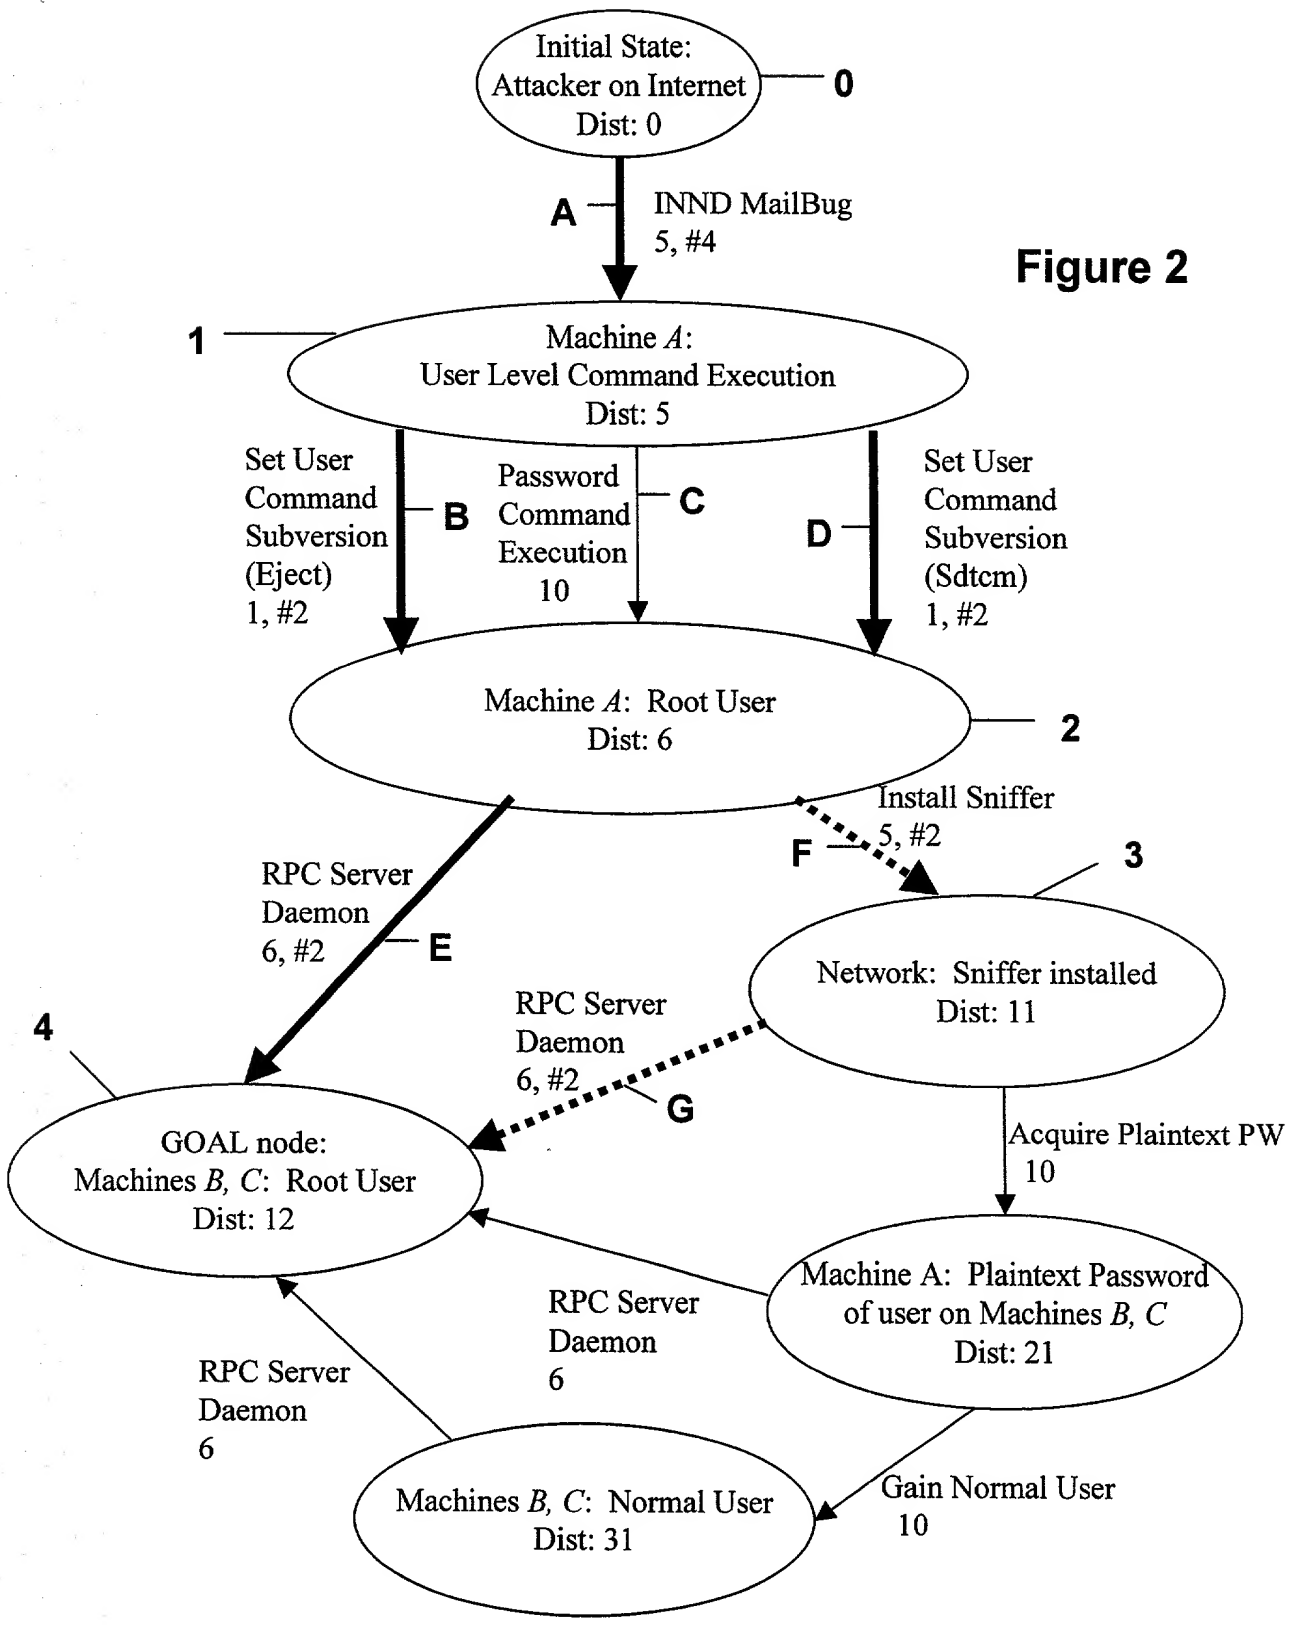 Initial State:
Attacker on Internet
Dist: 0
0
A
INND MailBug
5, #4
Figure 2
1
Machine A:
User Level Command Execution
Dist: 5
Set User
Command
Subversion
(Eject)
1, #2
B
Password
Command
Execution
10
C
D
Set User
Command
Subversion
(Sdtcm)
1, #2
Machine A: Root User
Dist: 6
2
Install Sniffer
5, #2
F
3
RPC Server
Daemon
6, #2
E
Network: Sniffer installed
Dist: 11
RPC Server
Daemon
6, #2
G
4
GOAL node:
Machines B, C: Root User
Dist: 12
Acquire Plaintext PW
10
Machine A: Plaintext Password
of user on Machines B, C
Dist: 21
RPC Server
Daemon
6
RPC Server
Daemon
6
Gain Normal User
10
Machines B, C: Normal User
Dist: 31